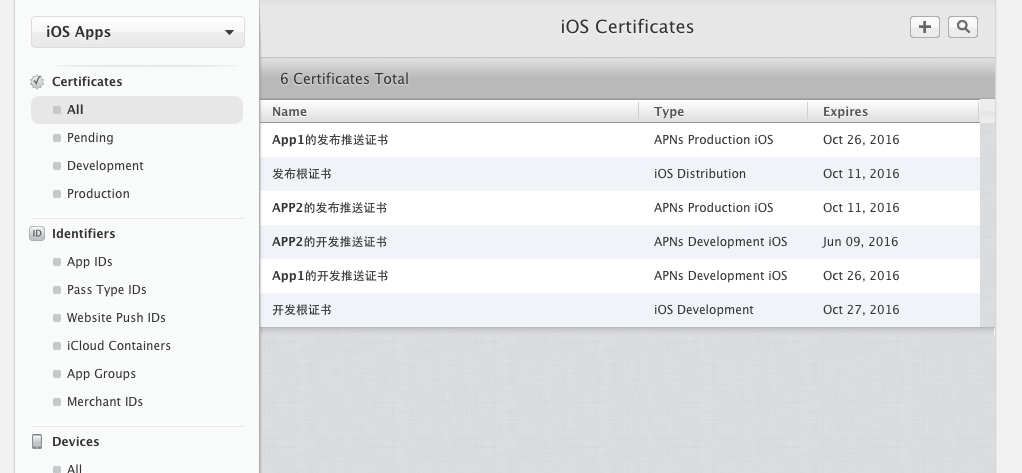 iOS Apps
Certificates
All
Pending
Development
Production
ID Identifiers
App IDs
Pass Type IDs
Website Push IDs
iCloud Containers
App Groups
Merchant IDs
Devices
All
iOS Certificates
6 Certificates Total
Name Type Expires
App1的发布推送证书 APNs Production iOS Oct 26, 2016
发布根证书 iOS Distribution Oct 11, 2016
APP2的发布推送证书 APNs Production iOS Oct 11, 2016
APP2的开发推送证书 APNs Development iOS Jun 09, 2016
App1的开发推送证书 APNs Development iOS Oct 26, 2016
开发根证书 iOS Development Oct 27, 2016